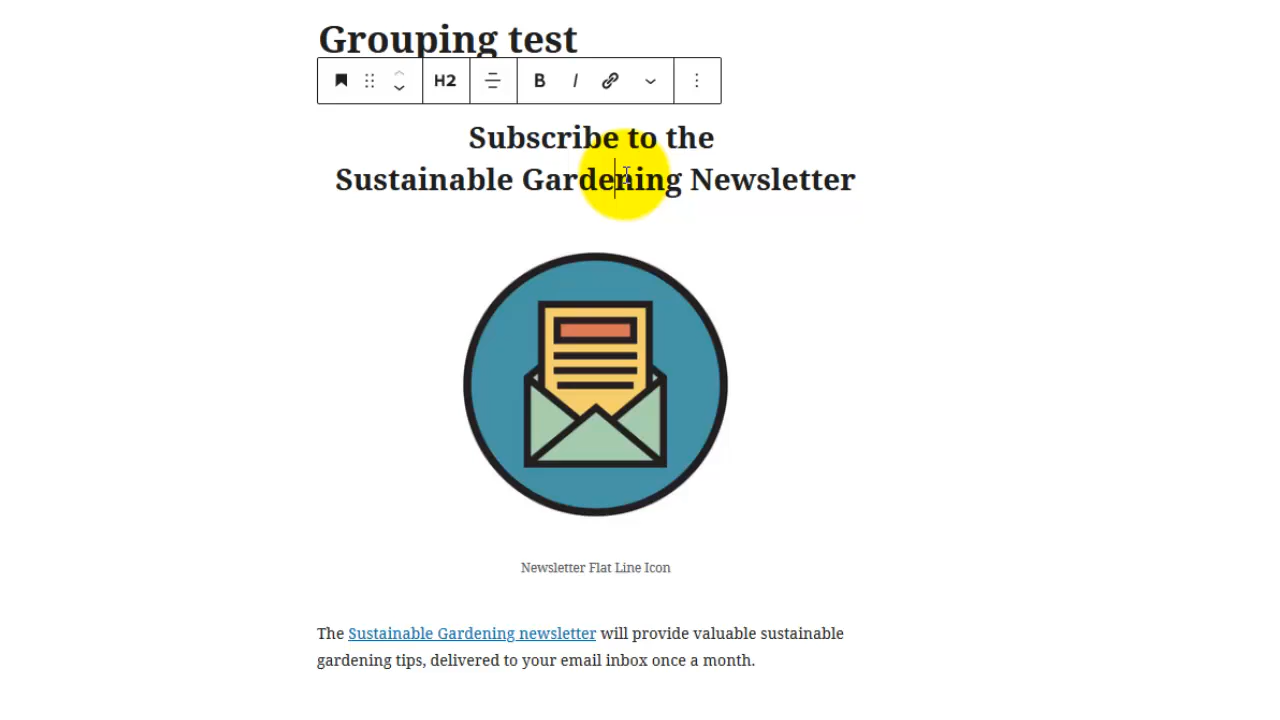 Grouping test
H2
B I
Subscribe to the
Sustainable Gardening Newsletter
Newsletter Flat Line Icon
The Sustainable Gardening newsletter will provide valuable sustainable
gardening tips, delivered to your email inbox once a month.